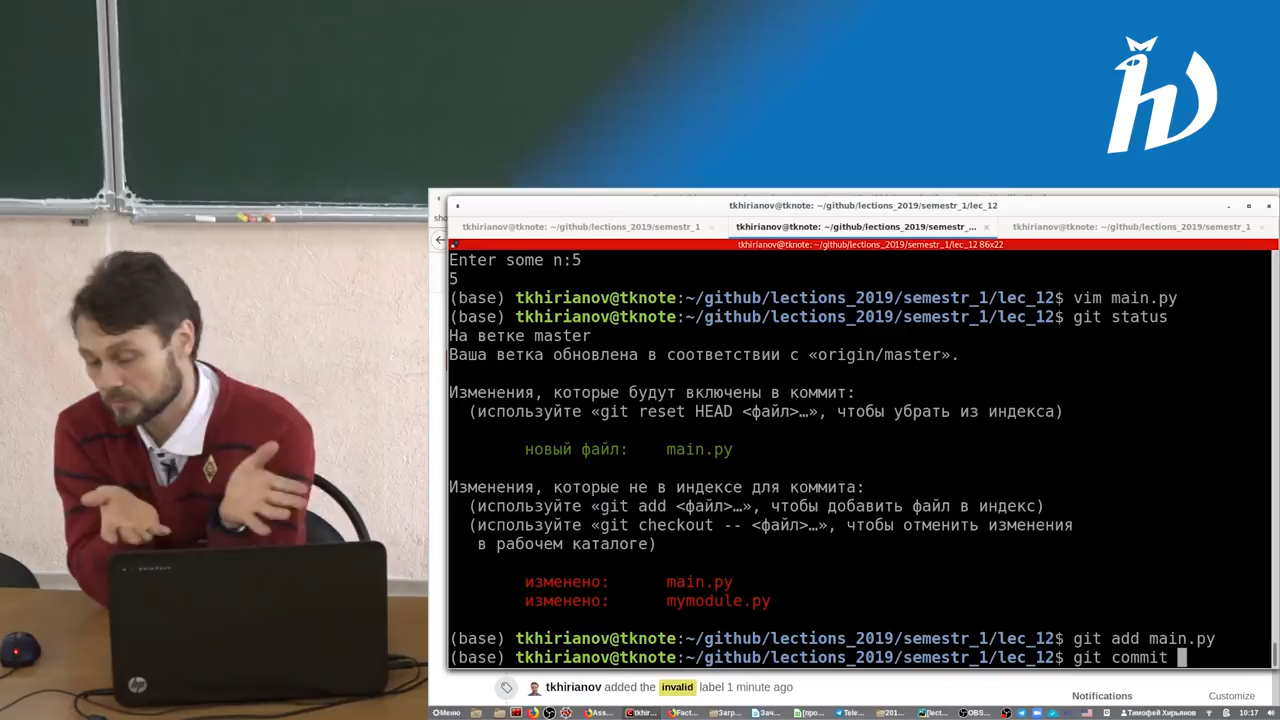 tkhirianov@tknote: ~/github/lections_2019/semestr_1/lec_12
tkhirianov@tknote: ~/github/lections_2019/semestr_1
tkhirianov@tknote: ~/github/lections_2019/semestr_...
tkhirianov@tknote: ~/github/lections_2019/semestr_1
tkhirianov@tknote: ~/github/lections_2019/semestr_1/lec_12 86x22
Enter some n:5
5
(base) tkhirianov@tknote:~/github/lections_2019/semestr_1/lec_12$ vim main.py
(base) tkhirianov@tknote:~/github/lections_2019/semestr_1/lec_12$ git status
На ветке master
Ваша ветка обновлена в соответствии с «origin/master».
Изменения, которые будут включены в коммит:
(используйте «git reset HEAD <файл>…», чтобы убрать из индекса)
новый файл: main.py
Изменения, которые не в индексе для коммита:
(используйте «git add <файл>…», чтобы добавить файл в индекс)
(используйте «git checkout -- <файл>…», чтобы отменить изменения
в рабочем каталоге)
изменено: main.py
изменено: mymodule.py
(base) tkhirianov@tknote:~/github/lections_2019/semestr_1/lec_12$ git add main.py
(base) tkhirianov@tknote:~/github/lections_2019/semestr_1/lec_12$ git commit
tkhirianov added the invalid label 1 minute ago
Notifications
Customize
Меню
Тимофей Хирьянов
10:17
hp